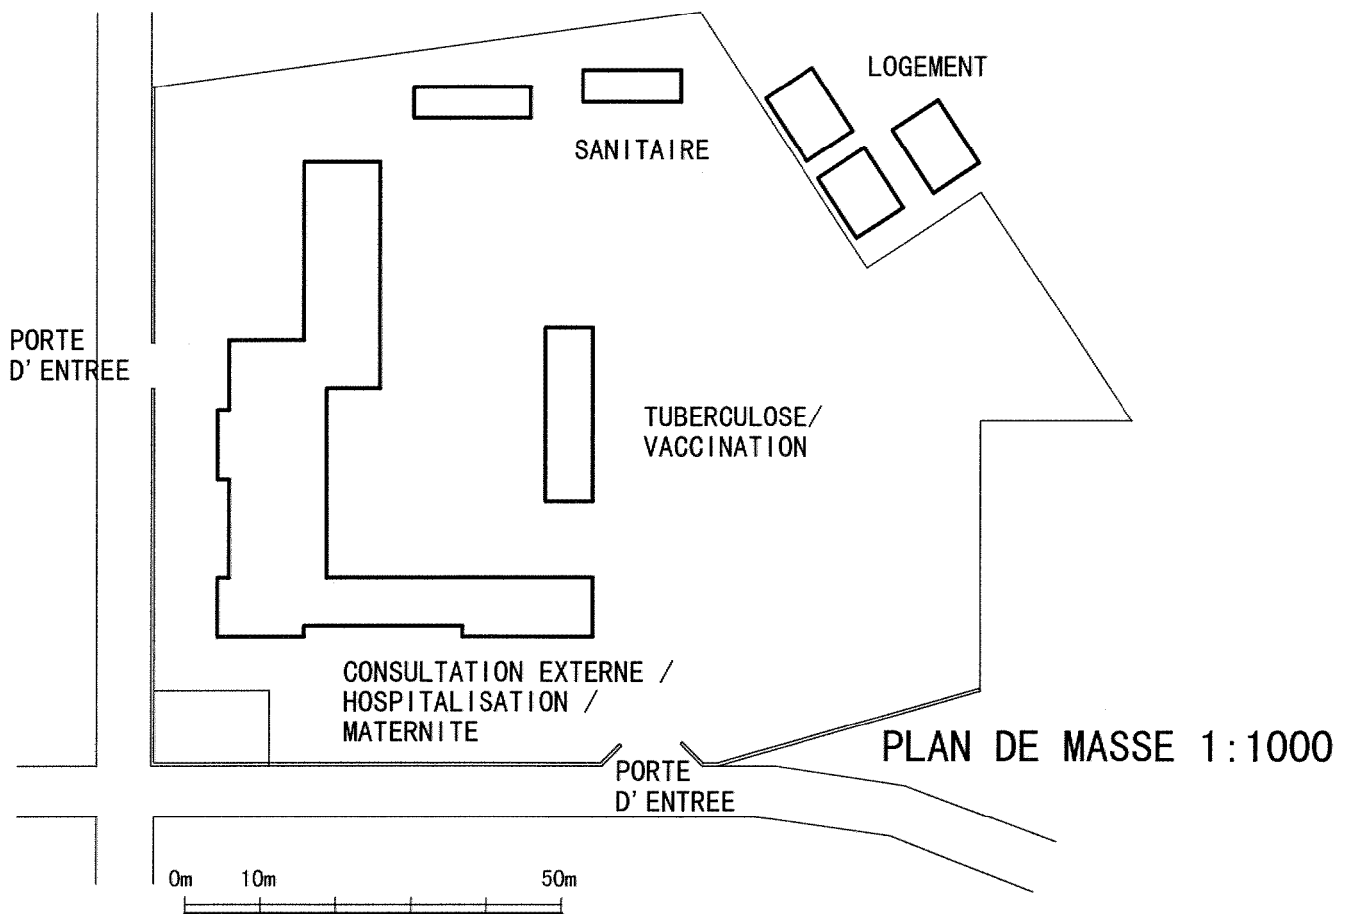 LOGEMENT
SANITAIRE
PORTE
D'ENTREE
TUBERCULOSE/
VACCINATION
CONSULTATION EXTERNE /
HOSPITALISATION /
MATERNITE
PLAN DE MASSE 1:1000
PORTE
D'ENTREE
0m 10m 50m